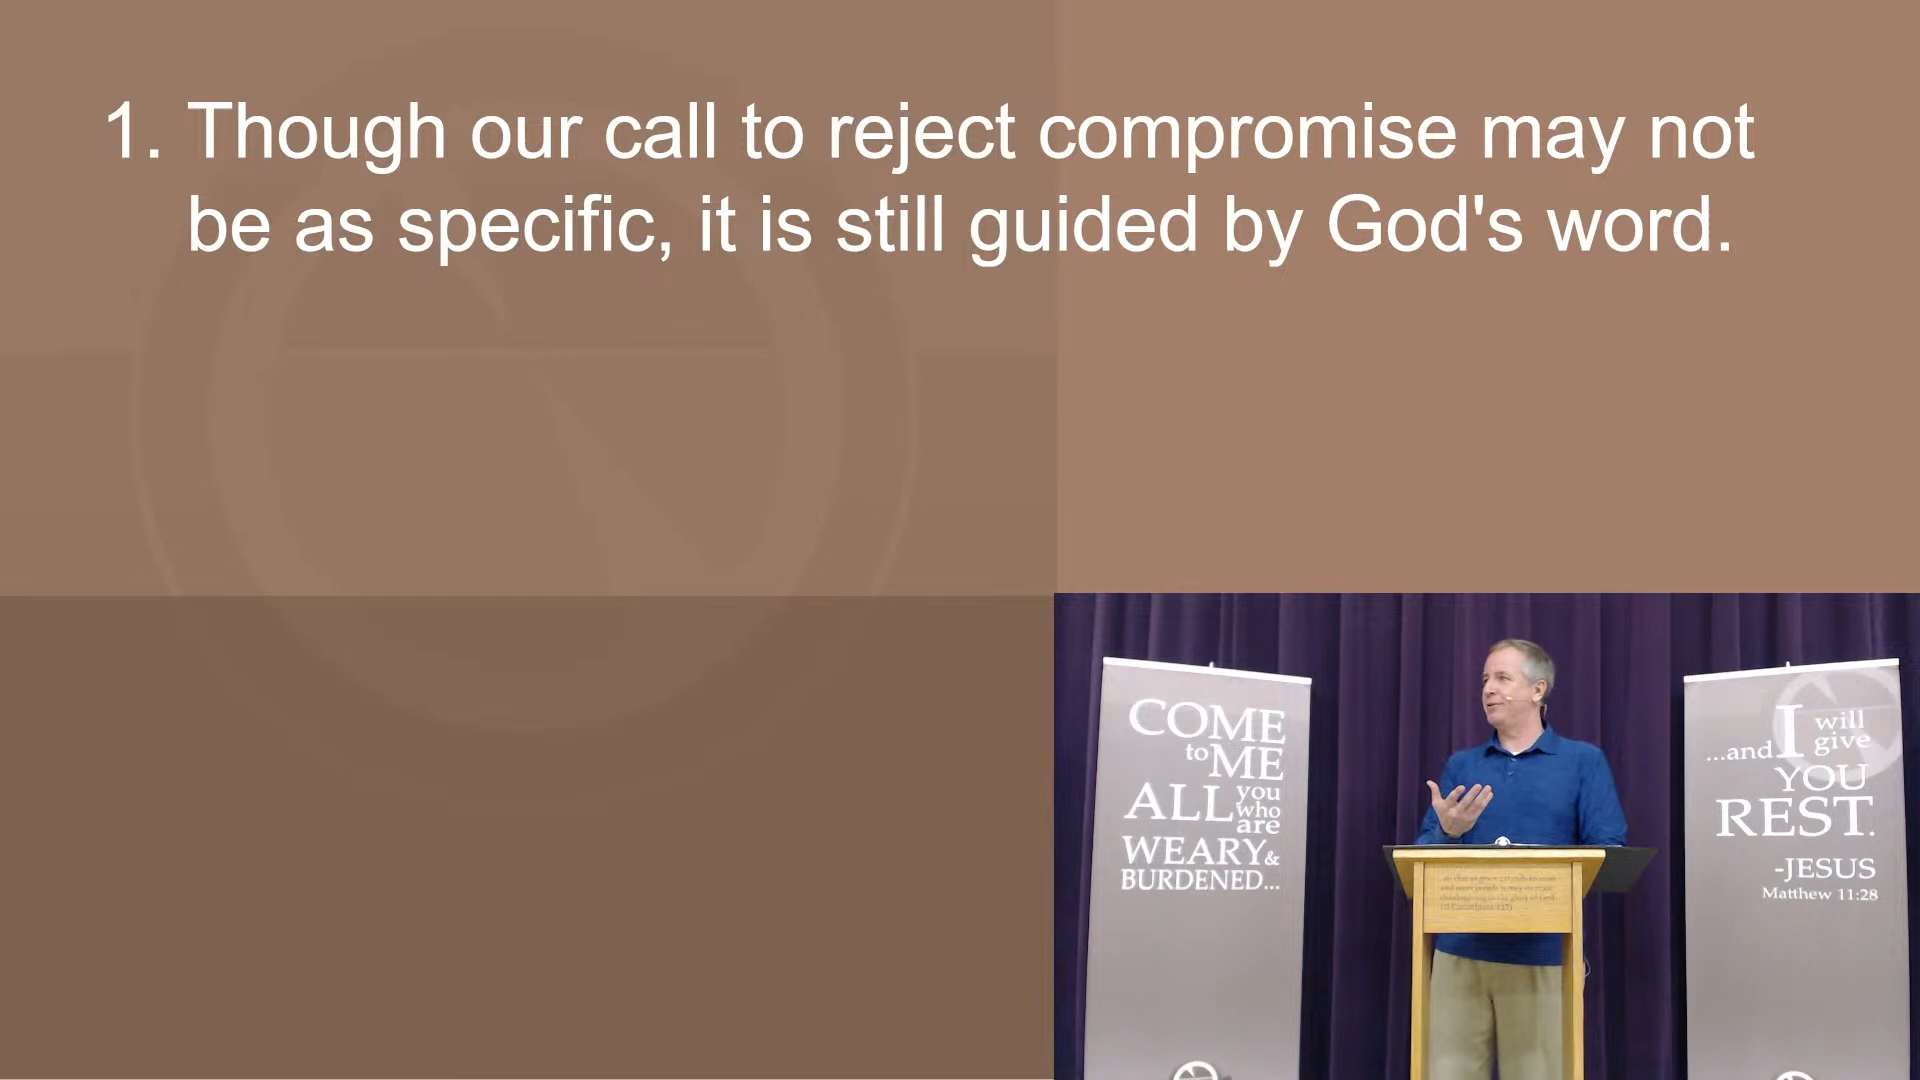 1. Though our call to reject compromise may not
be as specific, it is still guided by God's word.
COME
to ME
ALL you
who
are
WEARY &
BURDENED...
...and I will
give
YOU
REST.
-JESUS
Matthew 11:28